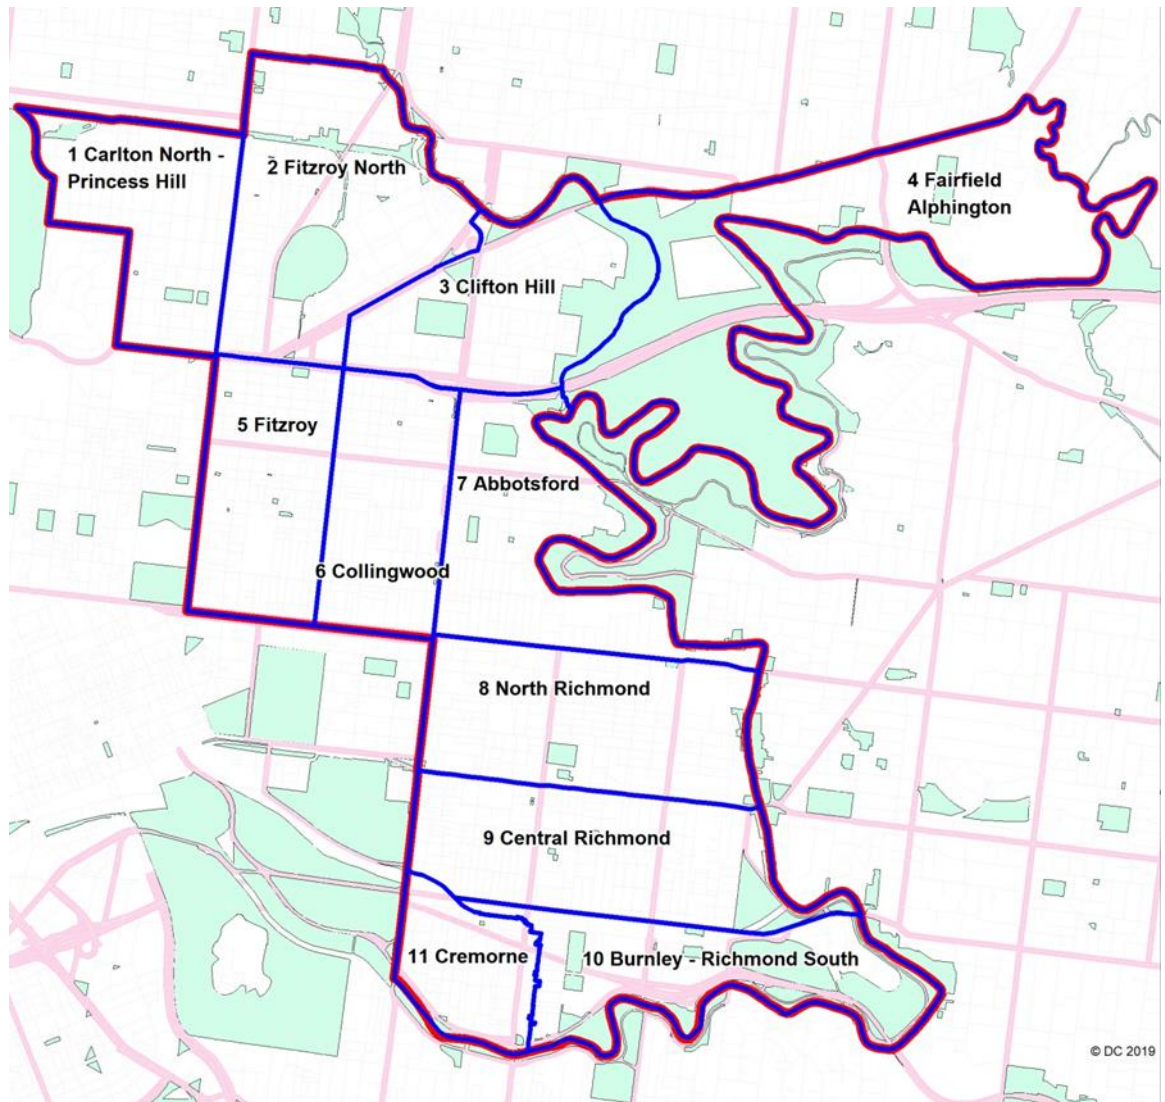 1 Carlton North -
Princess Hill
2 Fitzroy North
4 Fairfield
Alphington
3 Clifton Hill
5 Fitzroy
7 Abbotsford
6 Collingwood
8 North Richmond
9 Central Richmond
11 Cremorne
10 Burnley - Richmond South
© DC 2019